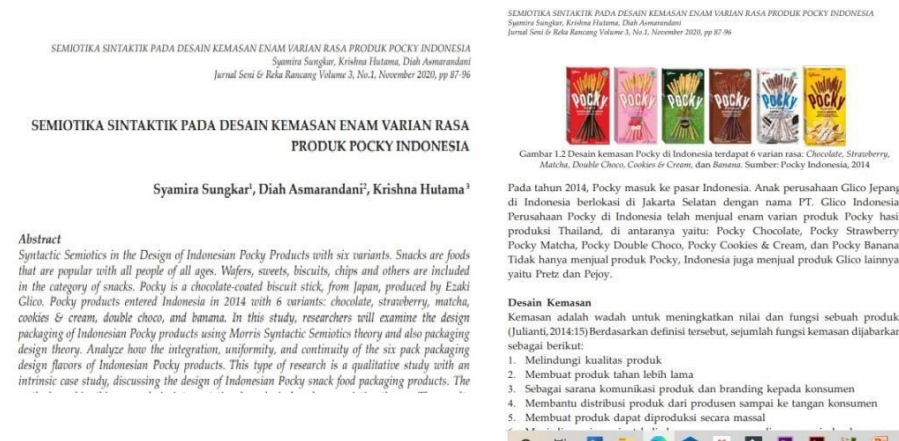 SEMIOTIKA SINTAKTIK PADA DESAIN KEMASAN ENAM VARIAN RASA PRODUK POCKY INDONESIA
Syamira Sungkar, Krishna Hutama, Diah Asmarandani
Jurnal Seni & Reka Rancang Volume 3, No.1, November 2020, pp 87-96
SEMIOTIKA SINTAKTIK PADA DESAIN KEMASAN ENAM VARIAN RASA
PRODUK POCKY INDONESIA
Syamira Sungkar¹, Diah Asmarandani², Krishna Hutama³
Abstract
Syntactic Semiotics in the Design of Indonesian Pocky Products with six variants. Snacks are foods
that are popular with all people of all ages. Wafers, sweets, biscuits, chips and others are included
in the category of snacks. Pocky is a chocolate-coated biscuit stick, from Japan, produced by Ezaki
Glico. Pocky products entered Indonesia in 2014 with 6 variants: chocolate, strawberry, matcha,
cookies & cream, double choco, and banana. In this study, researchers will examine the design
packaging of Indonesian Pocky products using Morris Syntactic Semiotics theory and also packaging
design theory. Analyze how the integration, uniformity, and continuity of the six pack packaging
design flavors of Indonesian Pocky products. This type of research is a qualitative study with an
intrinsic case study, discussing the design of Indonesian Pocky snack food packaging products. The
SEMIOTIKA SINTAKTIK PADA DESAIN KEMASAN ENAM VARIAN RASA PRODUK POCKY INDONESIA
Syamira Sungkar, Krishna Hutama, Diah Asmarandani
Jurnal Seni & Reka Rancang Volume 3, No.1, November 2020, pp 87-96
POCKY POCKY POCKY POCKY POCKY POCKY
Gambar 1.2 Desain kemasan Pocky di Indonesia terdapat 6 varian rasa: Chocolate, Strawberry,
Matcha, Double Choco, Cookies & Cream, dan Banana. Sumber: Pocky Indonesia, 2014
Pada tahun 2014, Pocky masuk ke pasar Indonesia. Anak perusahaan Glico Jepang
di Indonesia berlokasi di Jakarta Selatan dengan nama PT. Glico Indonesia
Perusahaan Pocky di Indonesia telah menjual enam varian produk Pocky hasi
produksi Thailand, di antaranya yaitu: Pocky Chocolate, Pocky Strawberry
Pocky Matcha, Pocky Double Choco, Pocky Cookies & Cream, dan Pocky Banana
Tidak hanya menjual produk Pocky, Indonesia juga menjual produk Glico lainnya
yaitu Pretz dan Pejoy.
Desain Kemasan
Kemasan adalah wadah untuk meningkatkan nilai dan fungsi sebuah produk
(Julianti,2014:15)Berdasarkan definisi tersebut, sejumlah fungsi kemasan dijabarkan
sebagai berikut:
1. Melindungi kualitas produk
2. Membuat produk tahan lebih lama
3. Sebagai sarana komunikasi produk dan branding kepada konsumen
4. Membantu distribusi produk dari produsen sampai ke tangan konsumen
5. Membuat produk dapat diproduksi secara massal